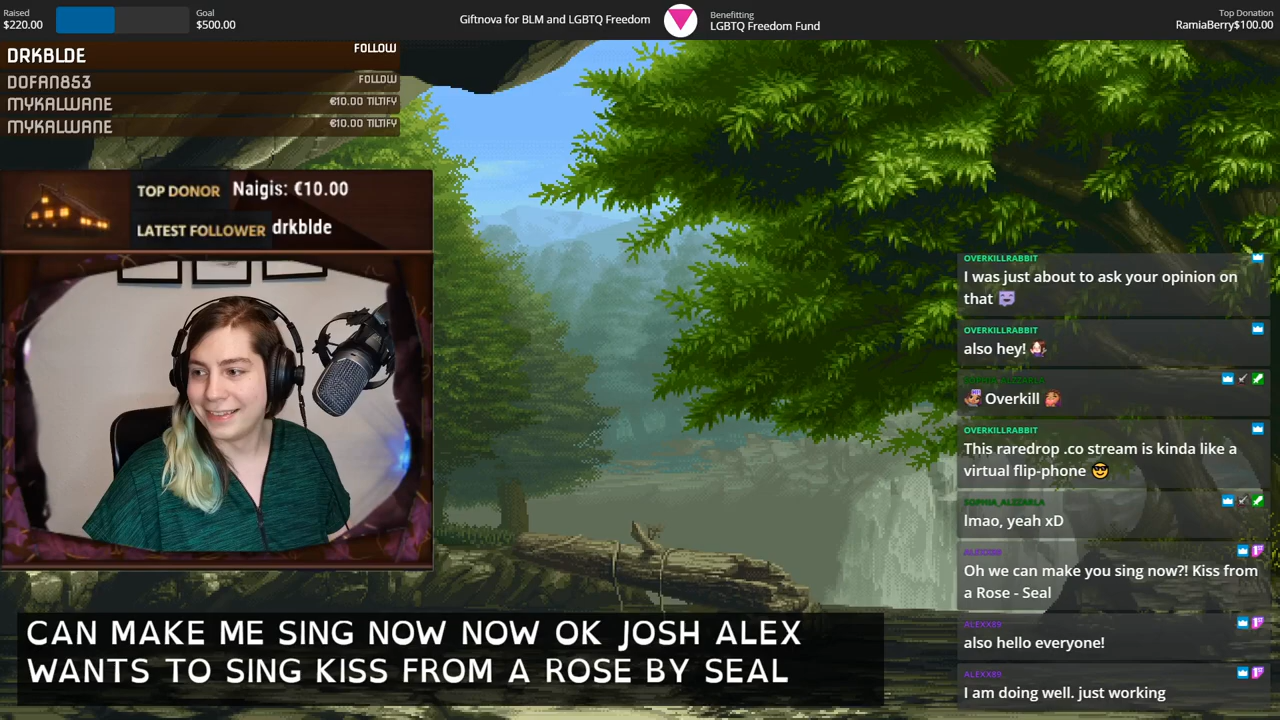 Raised
$220.00
Goal
$500.00
Giftnova for BLM and LGBTQ Freedom
Benefitting
LGBTQ Freedom Fund
Top Donation
RamiaBerry$100.00
DRKBLDE FOLLOW
DOFAN853 FOLLOW
MYKALWANE €10.00 TILTIFY
MYKALWANE €10.00 TILTIFY
TOP DONOR Naigis: €10.00
LATEST FOLLOWER drkblde
OVERKILLRABBIT
I was just about to ask your opinion on
that
OVERKILLRABBIT
also hey!
TOPHIA_ALIZARLA
Overkill
OVERKILLRABBIT
This raredrop .co stream is kinda like a
virtual flip-phone
TOPHIA_ALIZARLA
lmao, yeah xD
ALEXX89
Oh we can make you sing now?! Kiss from
a Rose - Seal
ALEXX89
also hello everyone!
ALEXX89
I am doing well. just working
CAN MAKE ME SING NOW NOW OK JOSH ALEX
WANTS TO SING KISS FROM A ROSE BY SEAL